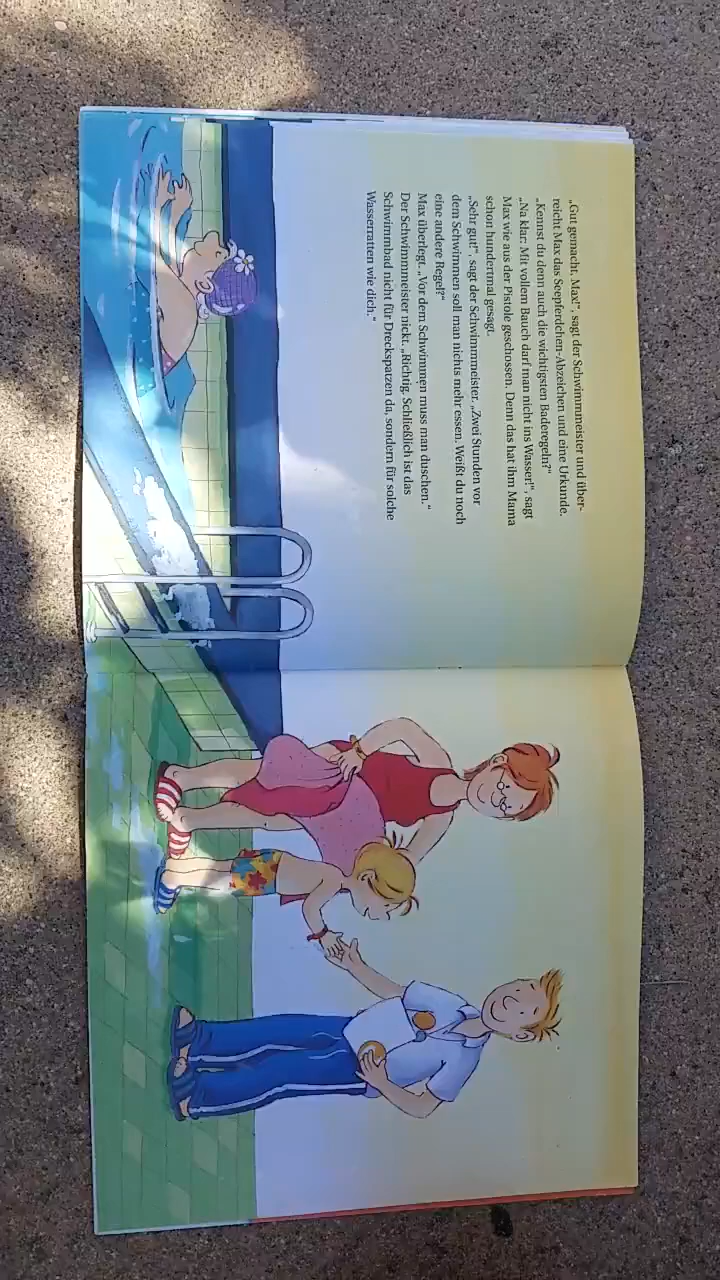 „Gut gemacht, Max!“, sagt der Schwimmmeister und über-
reicht Max das Seepferdchen-Abzeichen und eine Urkunde.
„Kennst du denn auch die wichtigsten Baderegeln?“
„Na klar: Mit vollem Bauch darf man nicht ins Wasser!“, sagt
Max wie aus der Pistole geschossen. Denn das hat ihm Mama
schon hundertmal gesagt.
„Sehr gut!“, sagt der Schwimmmeister. „Zwei Stunden vor
dem Schwimmen soll man nichts mehr essen. Weißt du noch
eine andere Regel?“
Max überlegt. „Vor dem Schwimmen muss man duschen.“
Der Schwimmmeister nickt. „Richtig. Schließlich ist das
Schwimmbad nicht für Dreckspatzen da, sondern für solche
Wasserratten wie dich.“